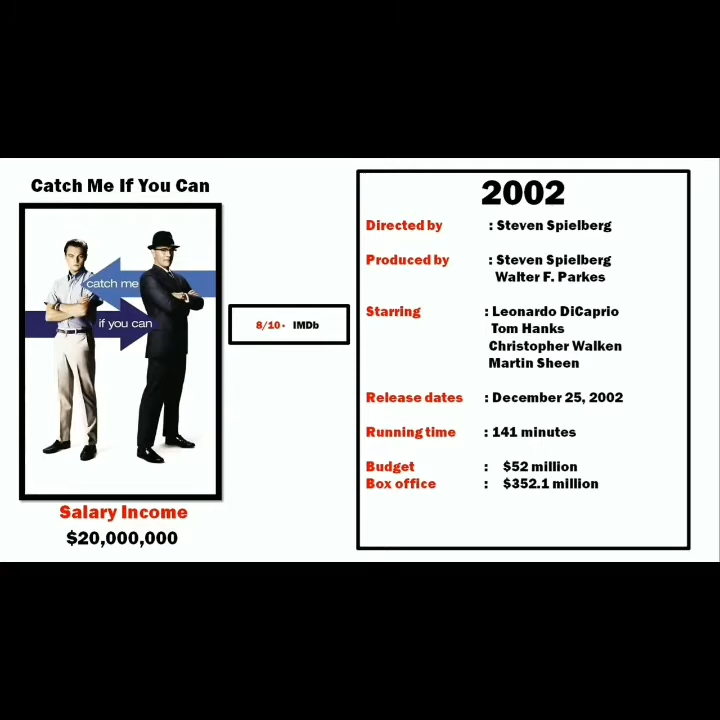 Catch Me If You Can
catch me
if you can
Salary Income
$20,000,000
8/10 · IMDb
2002
Directed by : Steven Spielberg
Produced by : Steven Spielberg
Walter F. Parkes
Starring : Leonardo DiCaprio
Tom Hanks
Christopher Walken
Martin Sheen
Release dates : December 25, 2002
Running time : 141 minutes
Budget : $52 million
Box office : $352.1 million